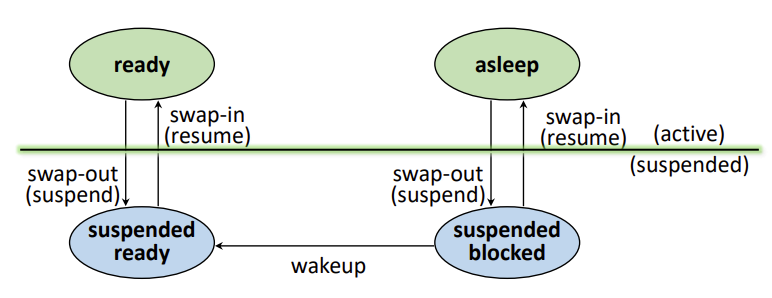 ready
asleep
swap-in
(resume)
swap-in
(resume)
(active)
(suspended)
swap-out
(suspend)
swap-out
(suspend)
suspended
ready
suspended
blocked
wakeup